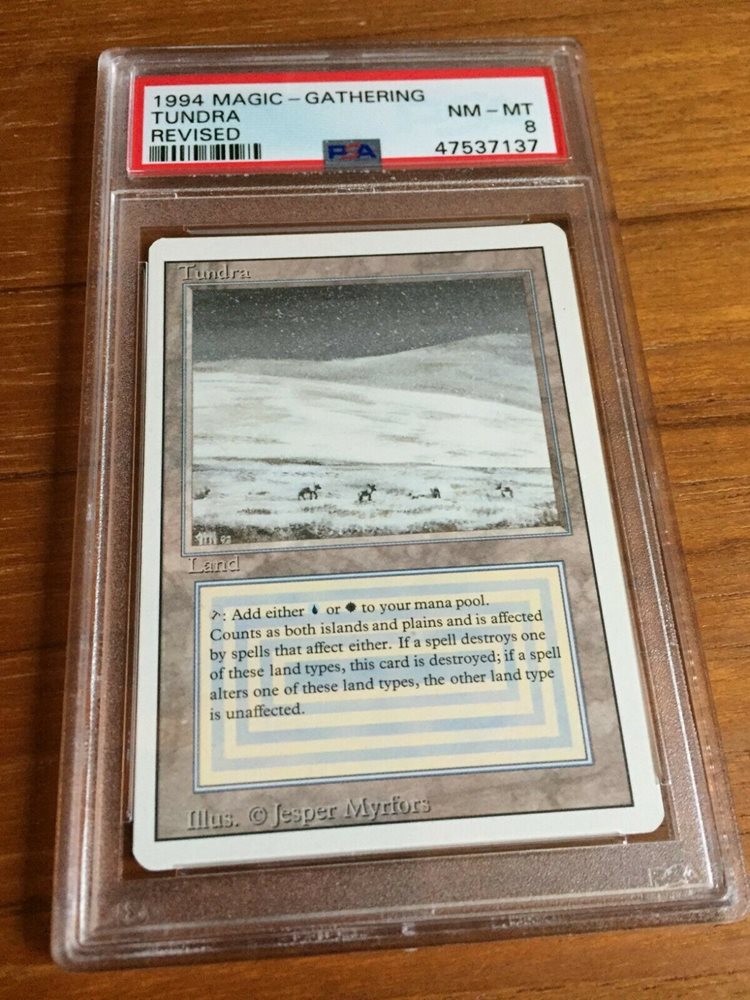 1994 MAGIC-GATHERING
TUNDRA
REVISED
NM-MT
8
PSA
47537137
Tundra
Land
: Add either or to your mana pool.
Counts as both islands and plains and is affected
by spells that affect either. If a spell destroys one
of these land types, this card is destroyed; if a spell
alters one of these land types, the other land type
is unaffected.
Illus. © Jesper Myrfors